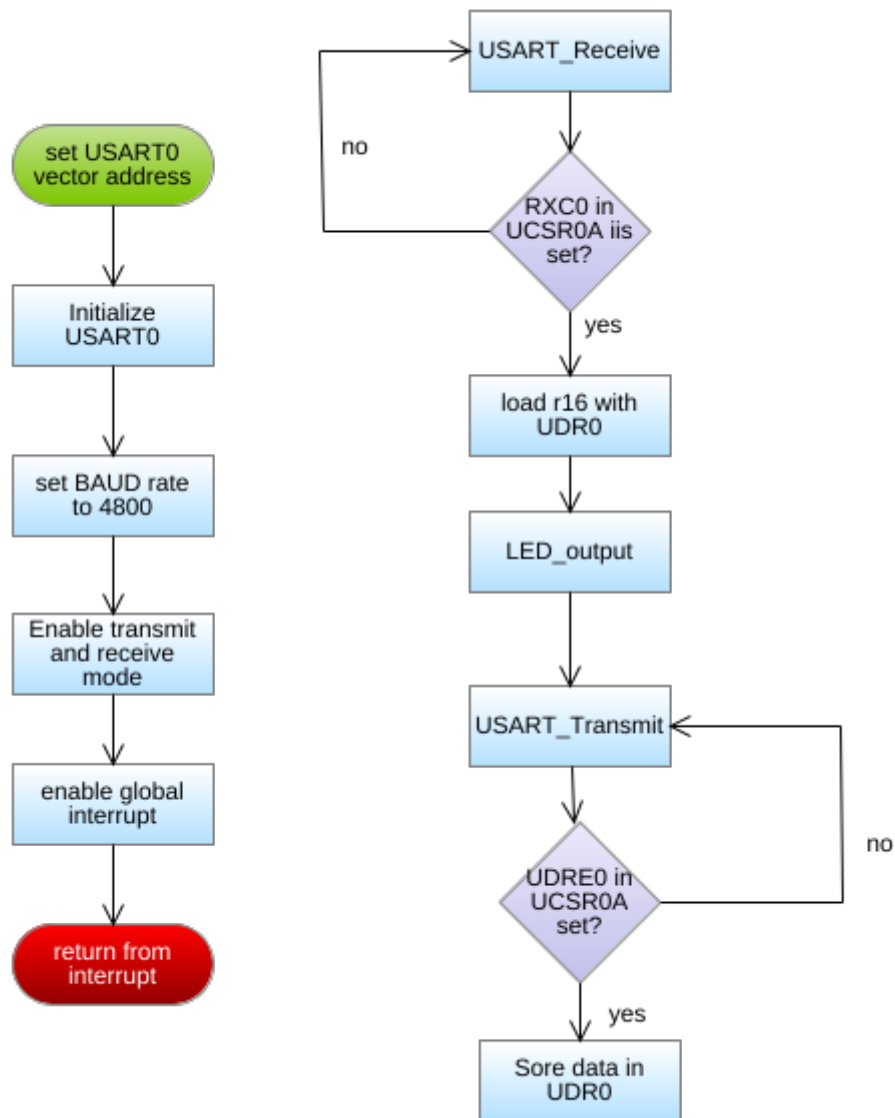 set USART0
vector address
Initialize
USART0
set BAUD rate
to 4800
Enable transmit
and receive
mode
enable global
interrupt
return from
interrupt
USART_Receive
no
RXC0 in
UCSR0A iis
set?
yes
load r16 with
UDR0
LED_output
USART_Transmit
no
UDRE0 in
UCSR0A
set?
yes
Sore data in
UDR0